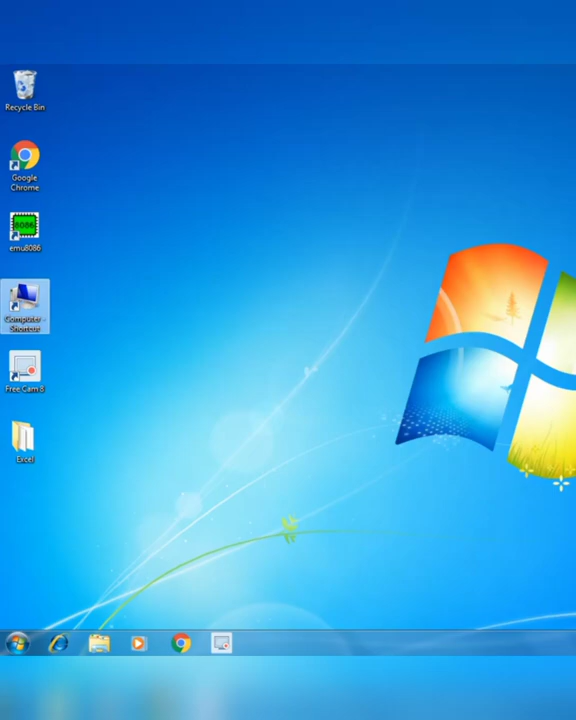 Recycle Bin
Google
Chrome
8086
emu8086
Computer -
Shortcut
Free Cam 8
Excel